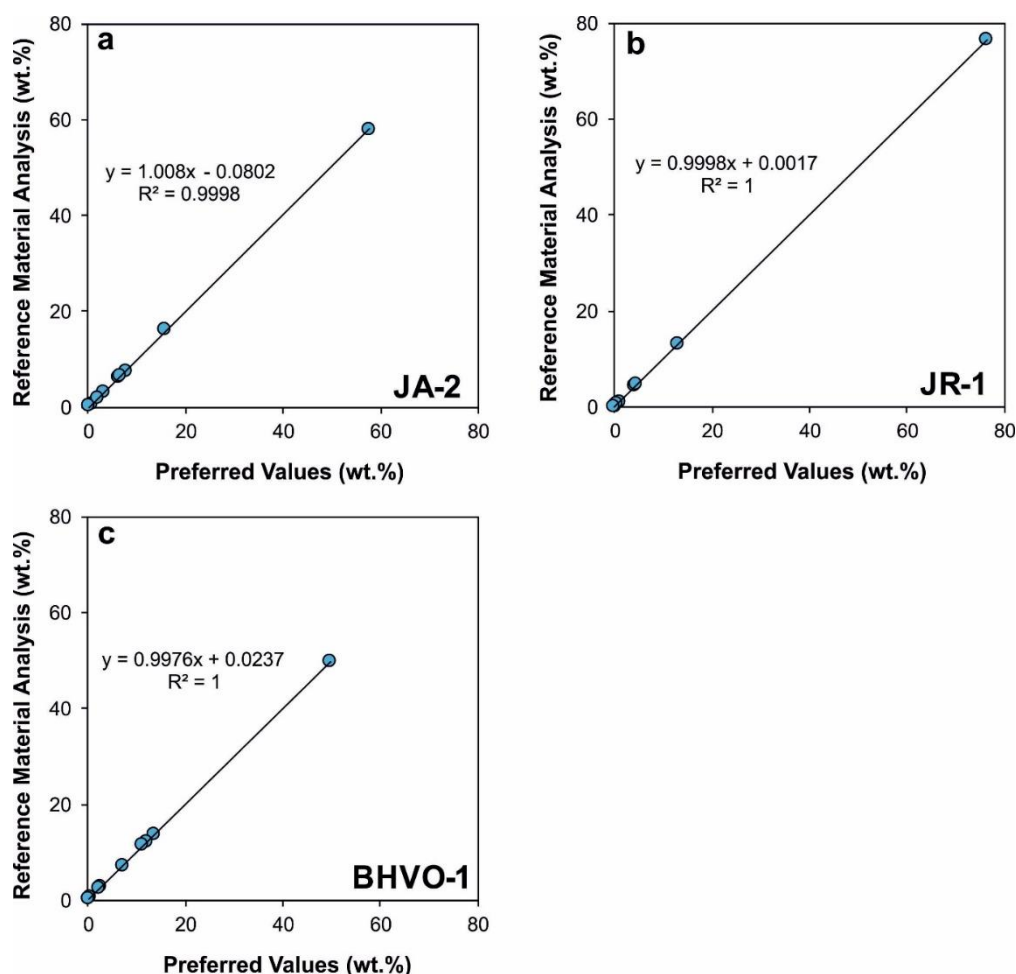 a
Reference Material Analysis (wt.%)
80
60
40
20
0
y = 1.008x - 0.0802
R² = 0.9998
JA-2
0 20 40 60 80
Preferred Values (wt.%)
b
Reference Material Analysis (wt.%)
80
60
40
20
0
y = 0.9998x + 0.0017
R² = 1
JR-1
0 20 40 60 80
Preferred Values (wt.%)
c
Reference Material Analysis (wt.%)
80
60
40
20
0
y = 0.9976x + 0.0237
R² = 1
BHVO-1
0 20 40 60 80
Preferred Values (wt.%)